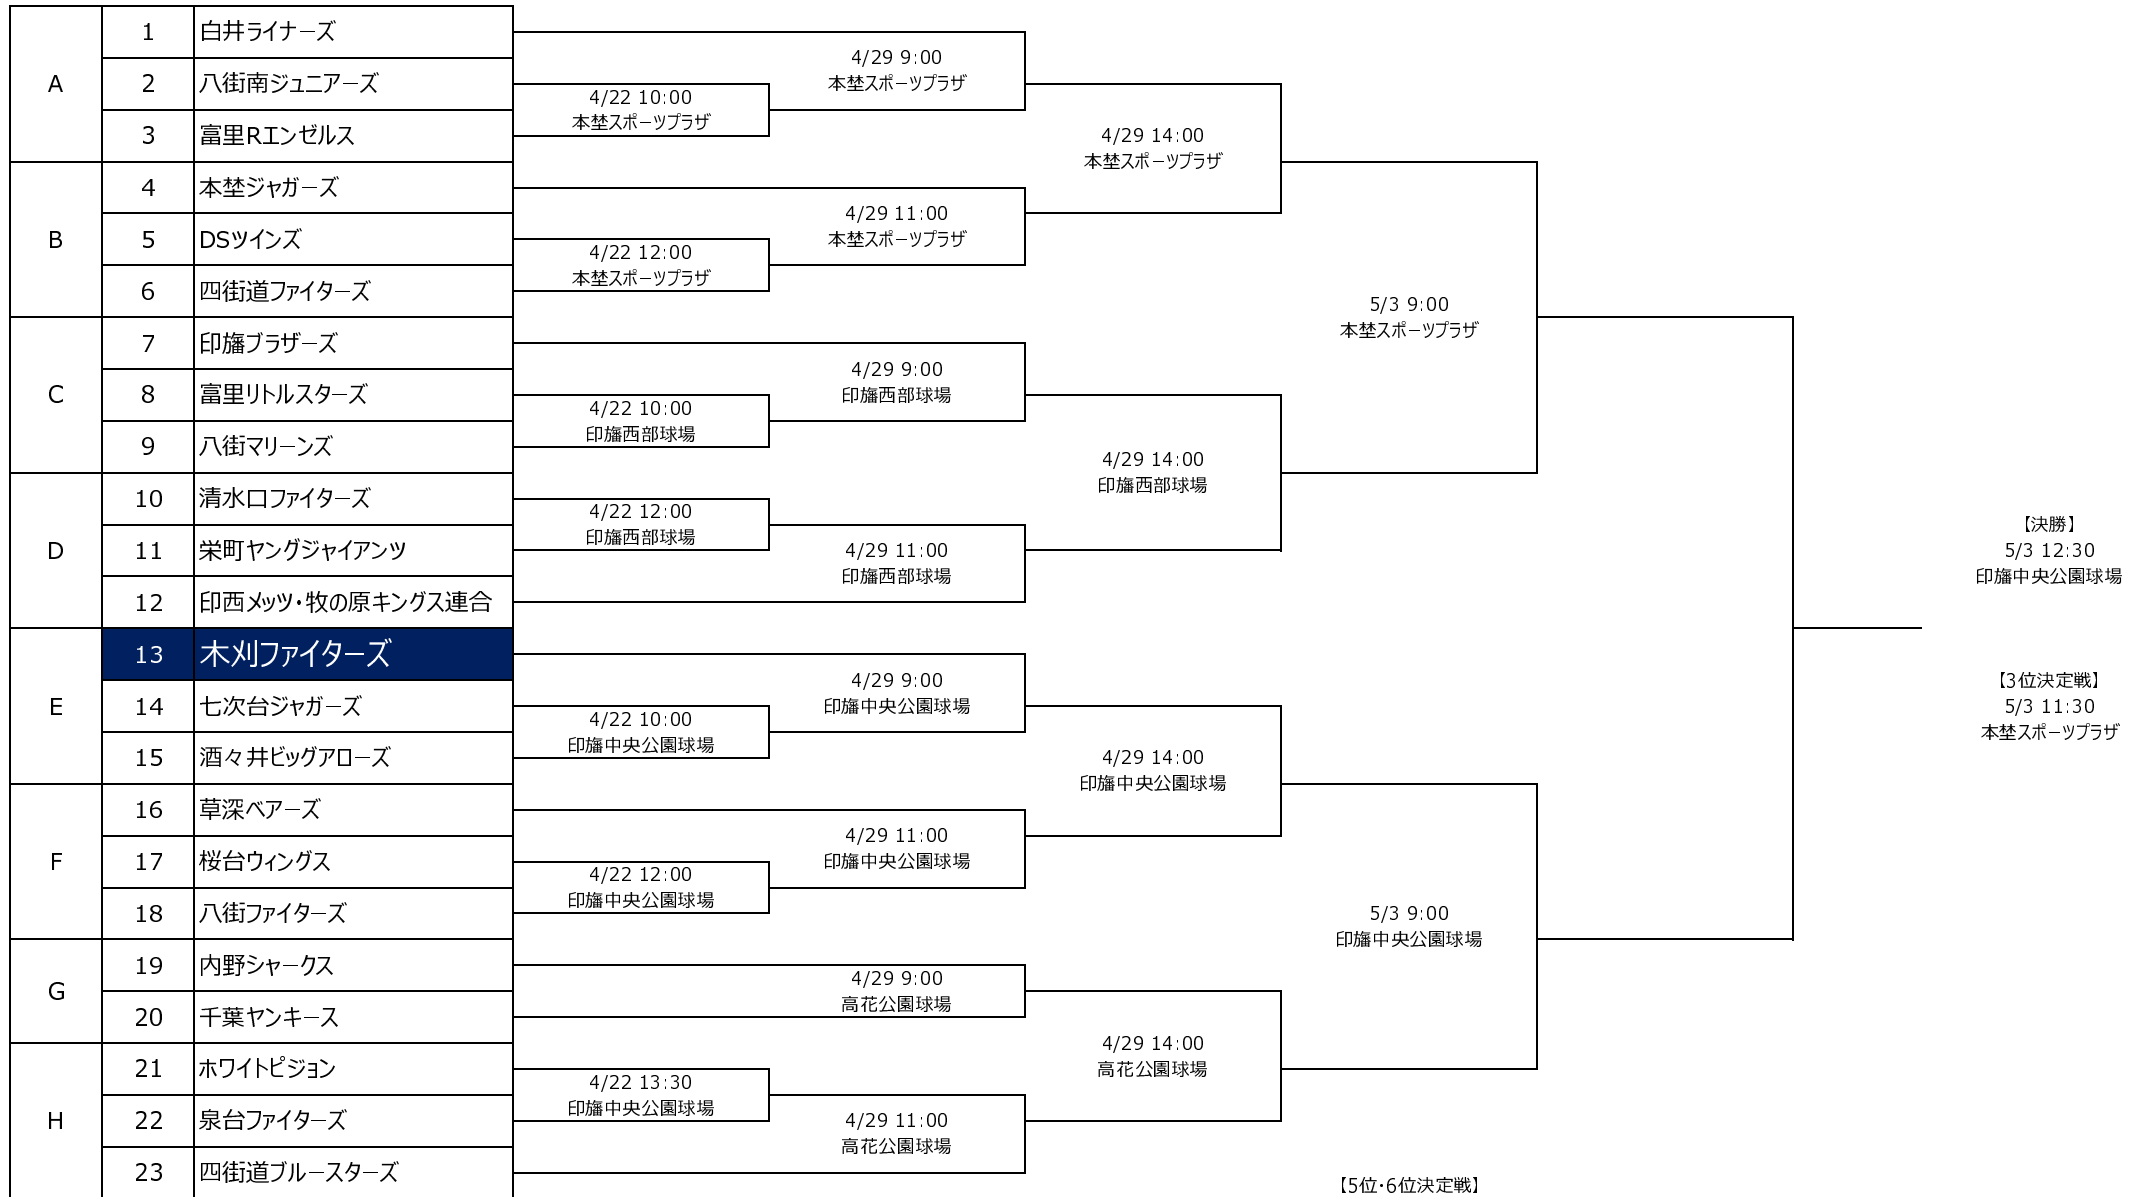 A
1 白井ライナーズ
2 八街南ジュニアーズ
3 富里Rエンゼルス
B
4 本埜ジャガーズ
5 DSツインズ
6 四街道ファイターズ
C
7 印旛ブラザーズ
8 富里リトルスターズ
9 八街マリーンズ
D
10 清水口ファイターズ
11 栄町ヤングジャイアンツ
12 印西メッツ・牧の原キングス連合
E
13 木刈ファイターズ
14 七次台ジャガーズ
15 酒々井ビッグアローズ
F
16 草深ベアーズ
17 桜台ウィングス
18 八街ファイターズ
G
19 内野シャークス
20 千葉ヤンキース
H
21 ホワイトピジョン
22 泉台ファイターズ
23 四街道ブルースターズ
4/22 10:00
本埜スポーツプラザ
4/22 12:00
本埜スポーツプラザ
4/22 10:00
印旛西部球場
4/22 12:00
印旛西部球場
4/22 10:00
印旛中央公園球場
4/22 12:00
印旛中央公園球場
4/22 13:30
印旛中央公園球場
4/29 9:00
本埜スポーツプラザ
4/29 11:00
本埜スポーツプラザ
4/29 9:00
印旛西部球場
4/29 11:00
印旛西部球場
4/29 9:00
印旛中央公園球場
4/29 11:00
印旛中央公園球場
4/29 9:00
高花公園球場
4/29 11:00
高花公園球場
4/29 14:00
本埜スポーツプラザ
4/29 14:00
印旛西部球場
4/29 14:00
印旛中央公園球場
4/29 14:00
高花公園球場
5/3 9:00
本埜スポーツプラザ
5/3 9:00
印旛中央公園球場
【5位・6位決定戦】
【決勝】
5/3 12:30
印旛中央公園球場
【3位決定戦】
5/3 11:30
本埜スポーツプラザ